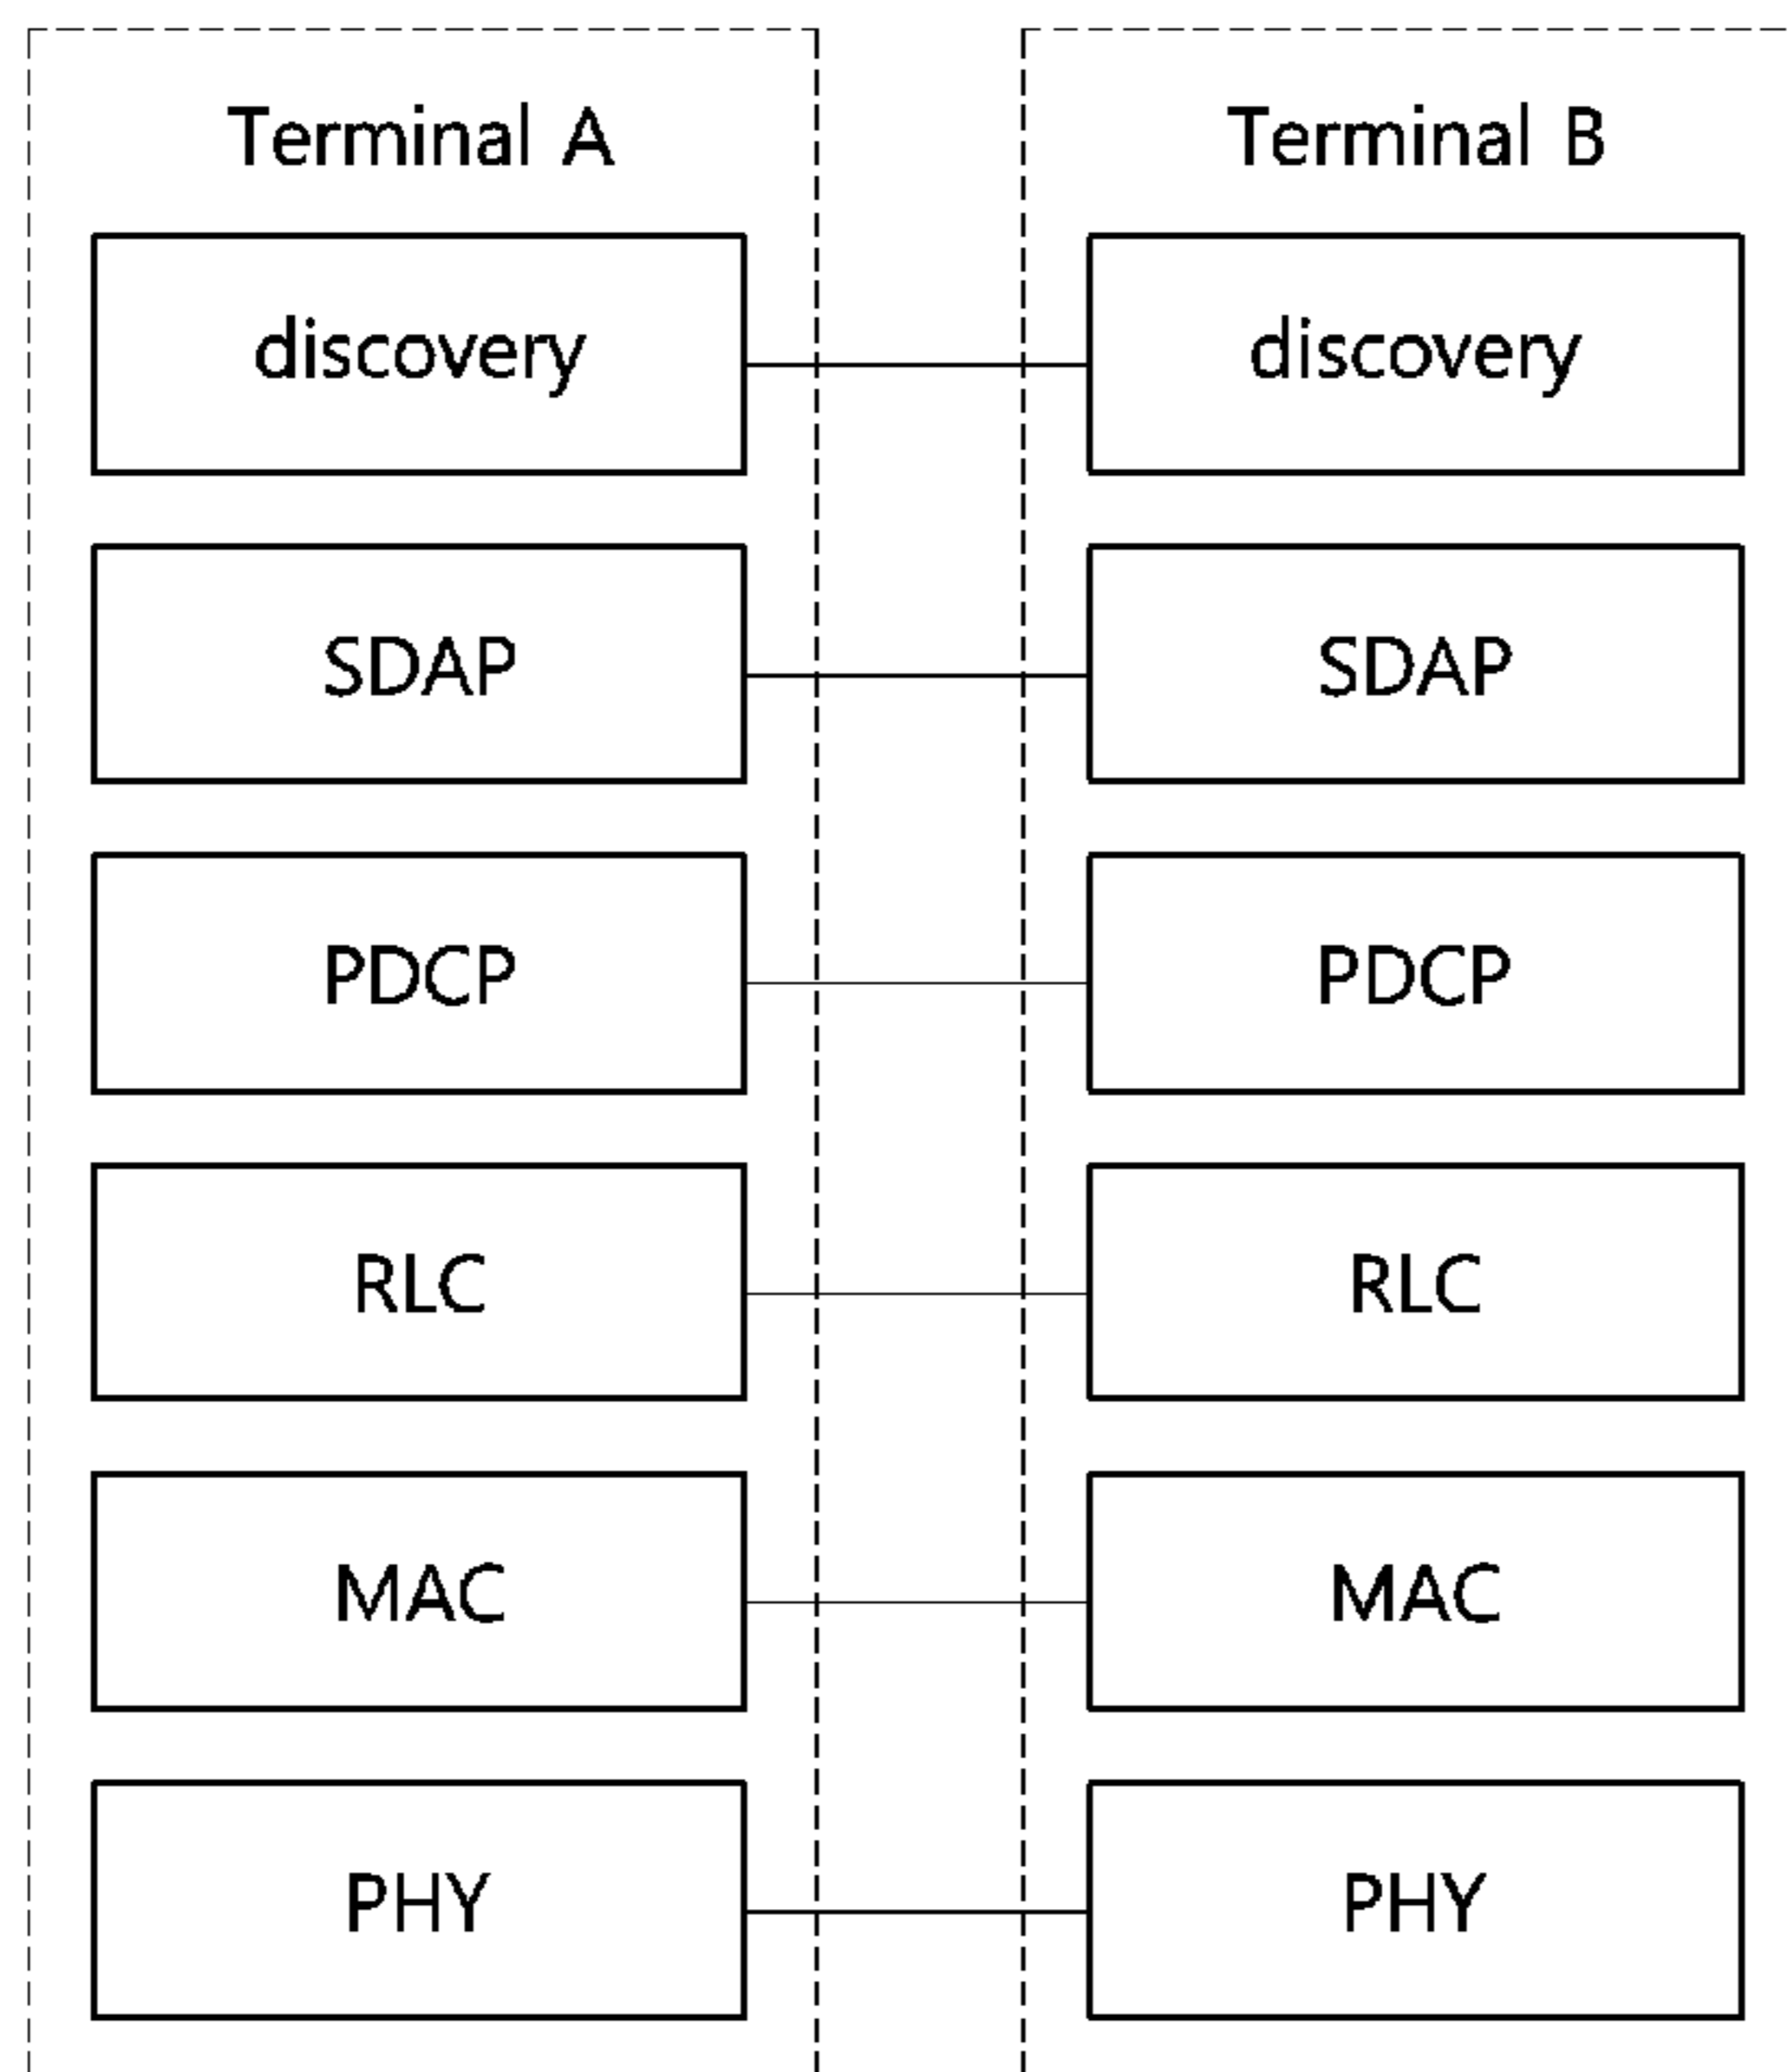 Terminal A
Terminal B
discovery
discovery
SDAP
SDAP
PDCP
PDCP
RLC
RLC
MAC
MAC
PHY
PHY